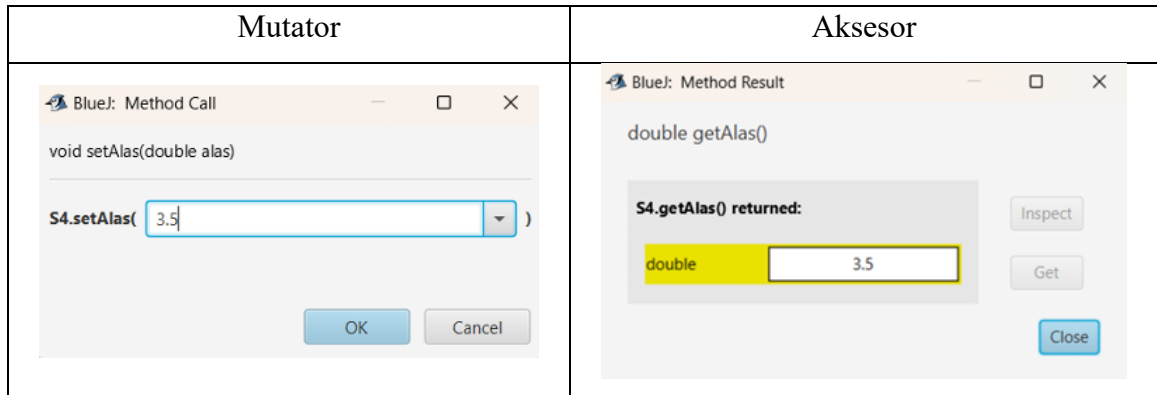 Mutator
Aksesor
BlueJ: Method Call
void setAlas(double alas)
S4.setAlas( 3.5 )
OK Cancel
BlueJ: Method Result
double getAlas()
S4.getAlas() returned:
Inspect
double 3.5
Get
Close